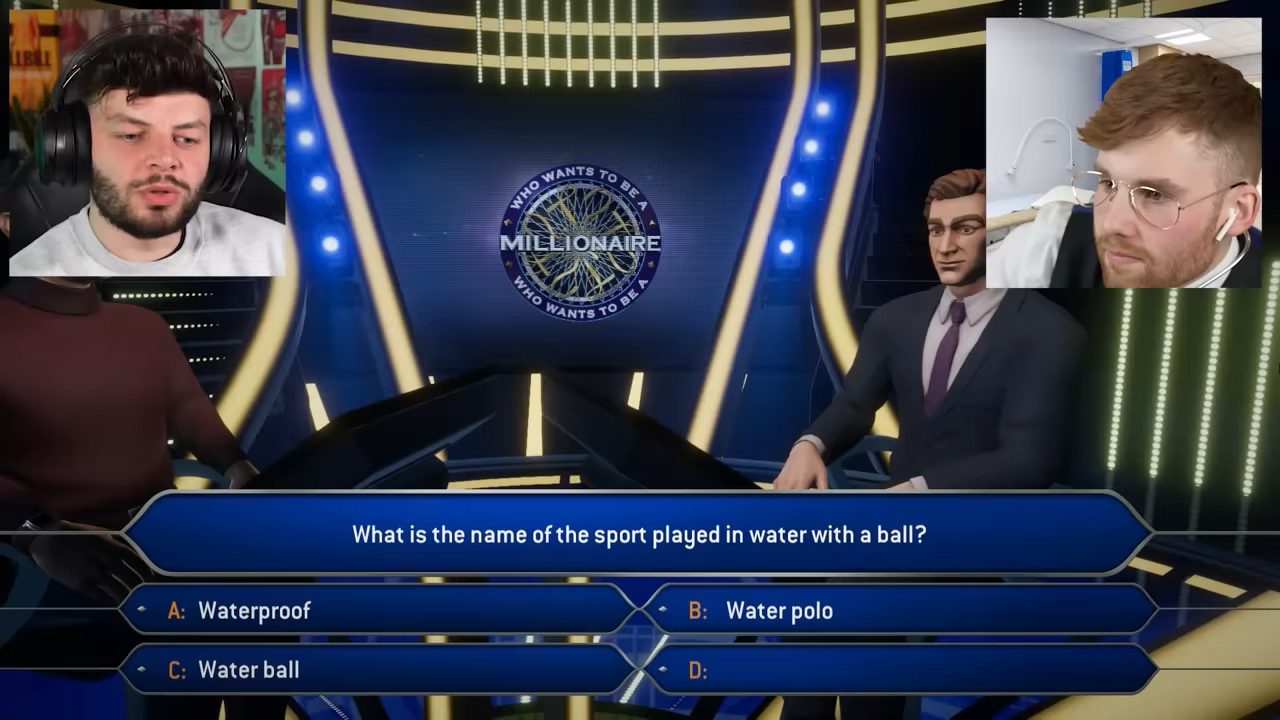 WHO WANTS TO BE A
MILLIONAIRE
WHO WANTS TO BE A
What is the name of the sport played in water with a ball?
A: Waterproof
B: Water polo
C: Water ball
D: